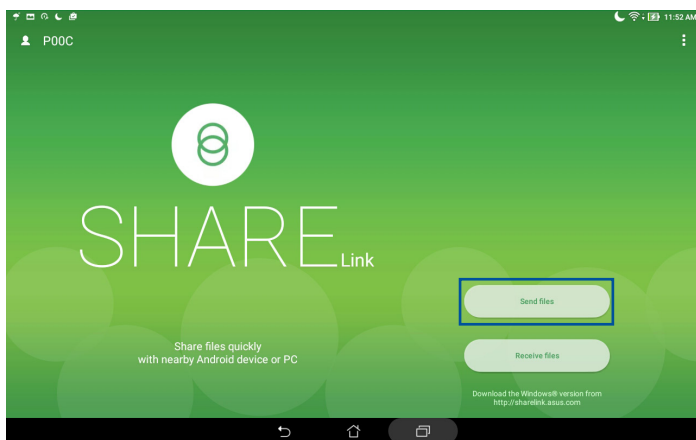 11:52 AM
P00C
SHARE Link
Send files
Share files quickly
with nearby Android device or PC
Receive files
Download the Windows® version from
http://sharelink.asus.com